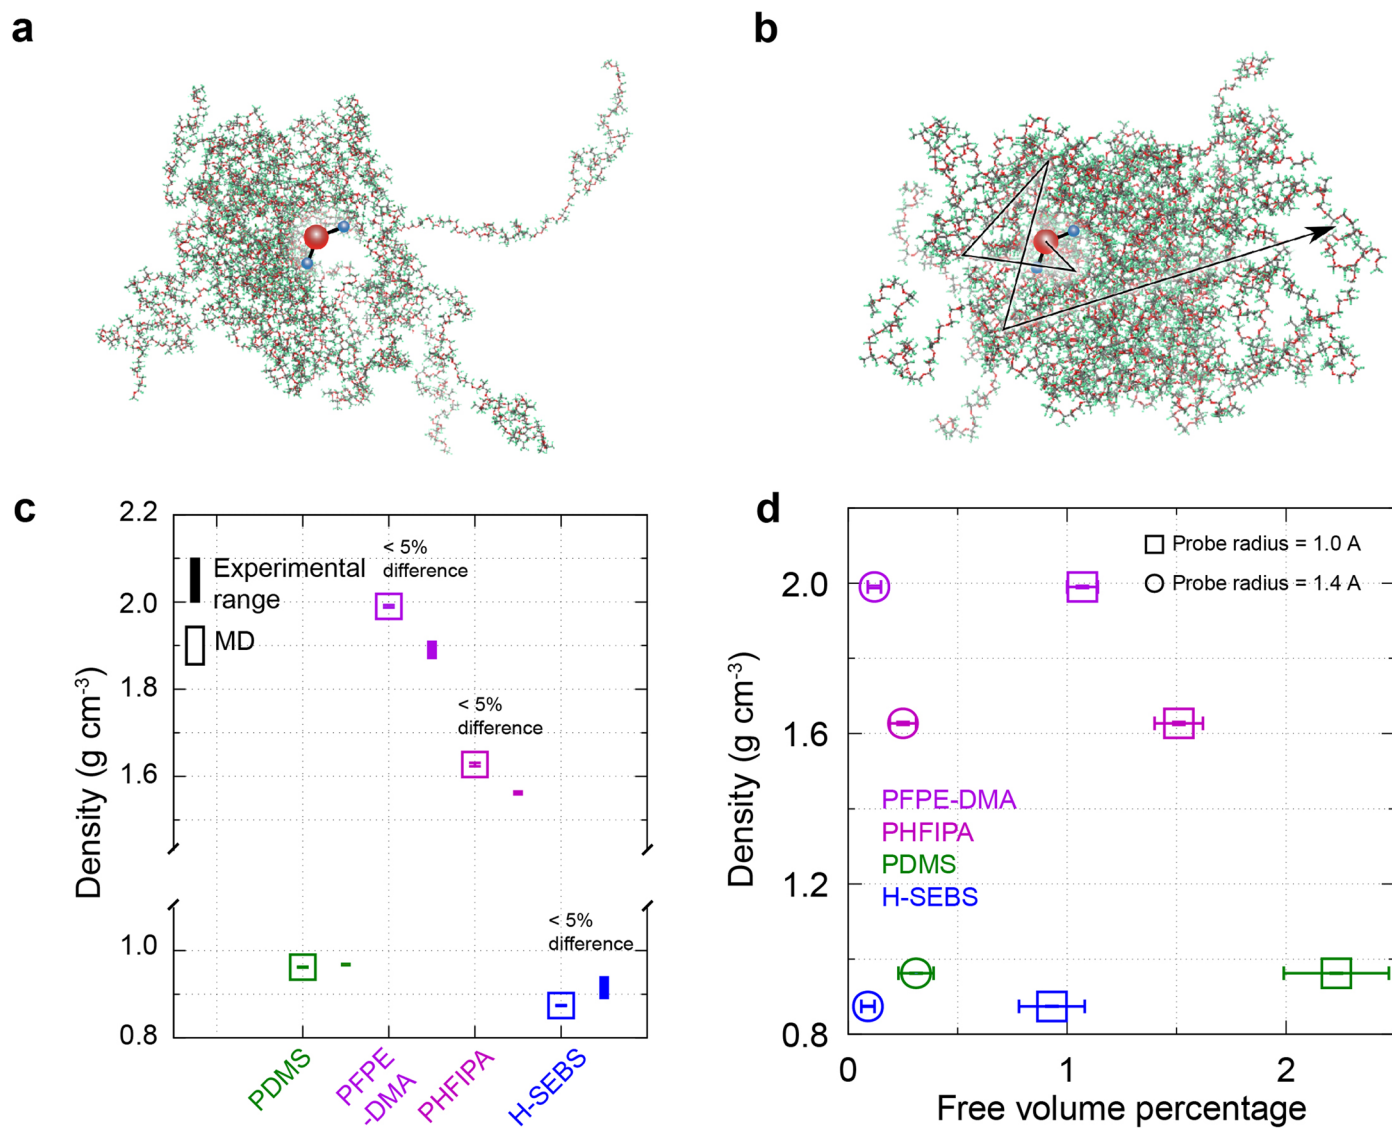 a
b
c
2.2
2.0
1.8
1.6
1.0
0.8
Density (g cm-3)
Experimental
range
MD
< 5%
difference
< 5%
difference
< 5%
difference
PDMS
PFPE
-DMA
PHFIPA
H-SEBS
d
2.0
1.6
1.2
0.8
Density (g cm-3)
Probe radius = 1.0 A
Probe radius = 1.4 A
PFPE-DMA
PHFIPA
PDMS
H-SEBS
0
1
2
Free volume percentage